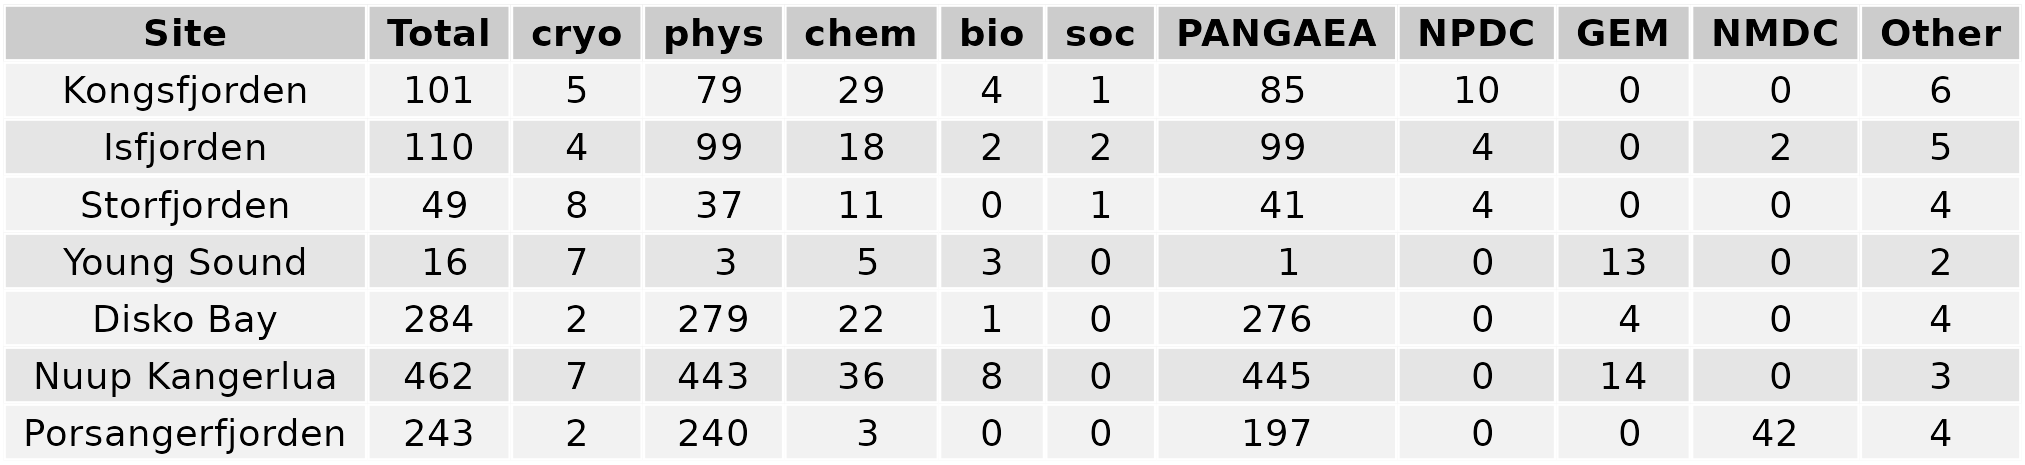 Site Total cryo phys chem bio soc PANGAEA NPDC GEM NMDC Other
Kongsfjorden 101 5 79 29 4 1 85 10 0 0 6
Isfjorden 110 4 99 18 2 2 99 4 0 2 5
Storfjorden 49 8 37 11 0 1 41 4 0 0 4
Young Sound 16 7 3 5 3 0 1 0 13 0 2
Disko Bay 284 2 279 22 1 0 276 0 4 0 4
Nuup Kangerlua 462 7 443 36 8 0 445 0 14 0 3
Porsangerfjorden 243 2 240 3 0 0 197 0 0 42 4